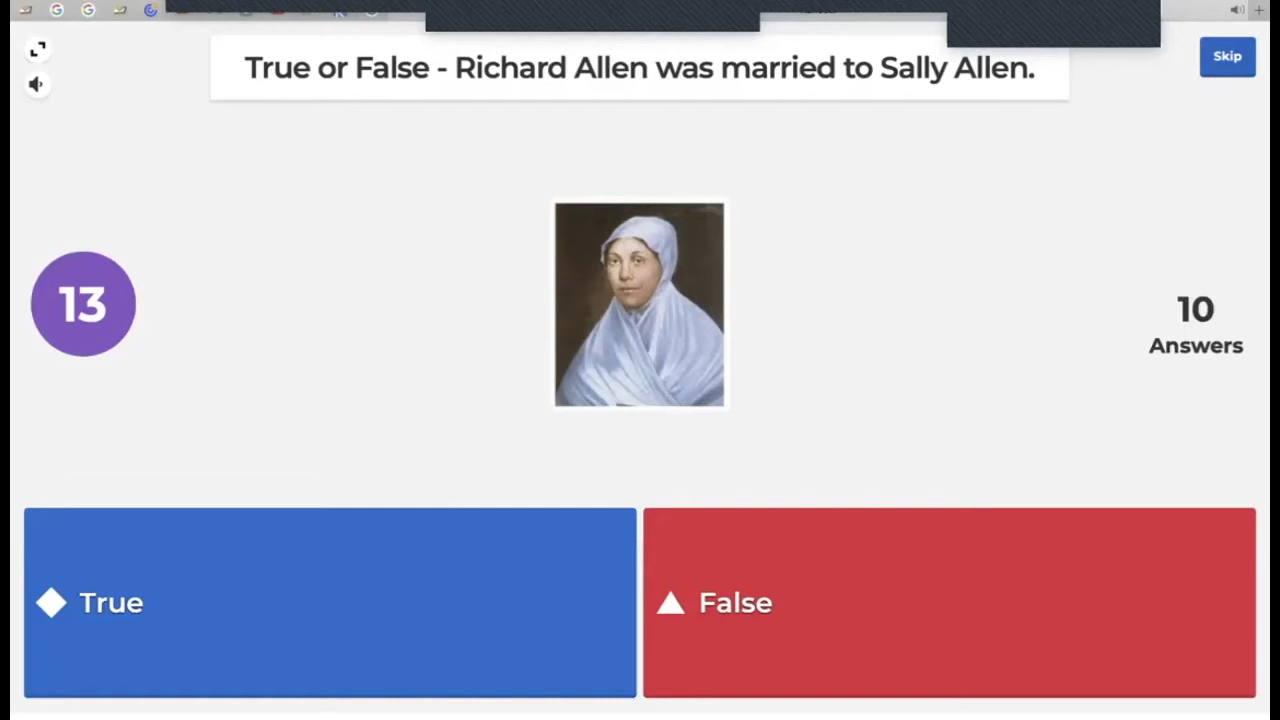 True or False - Richard Allen was married to Sally Allen.
Skip
13
10
Answers
True
False